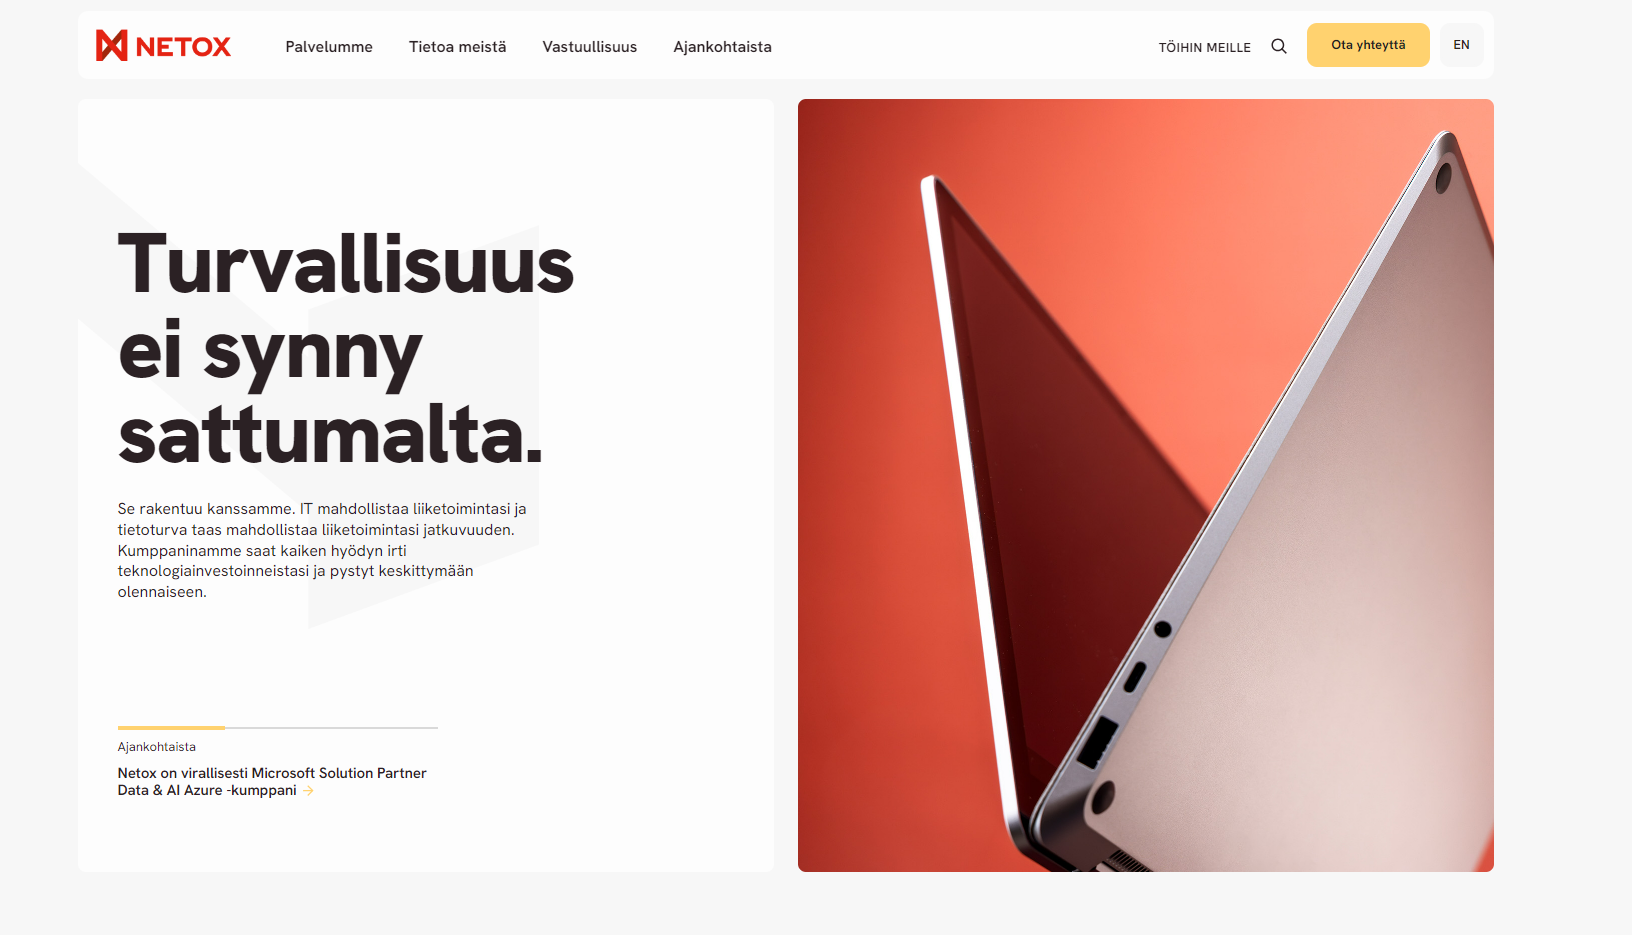 NETOX
Palvelumme
Tietoa meistä
Vastuullisuus
Ajankohtaista
TÖIHIN MEILLE
Ota yhteyttä
EN
Turvallisuus
ei synny
sattumalta.
Se rakentuu kanssamme. IT mahdollistaa liiketoimintasi ja
tietoturva taas mahdollistaa liiketoimintasi jatkuvuuden.
Kumppaninamme saat kaiken hyödyn irti
teknologiainvestoinneistasi ja pystyt keskittymään
olennaiseen.
Ajankohtaista
Netox on virallisesti Microsoft Solution Partner
Data & AI Azure -kumppani →